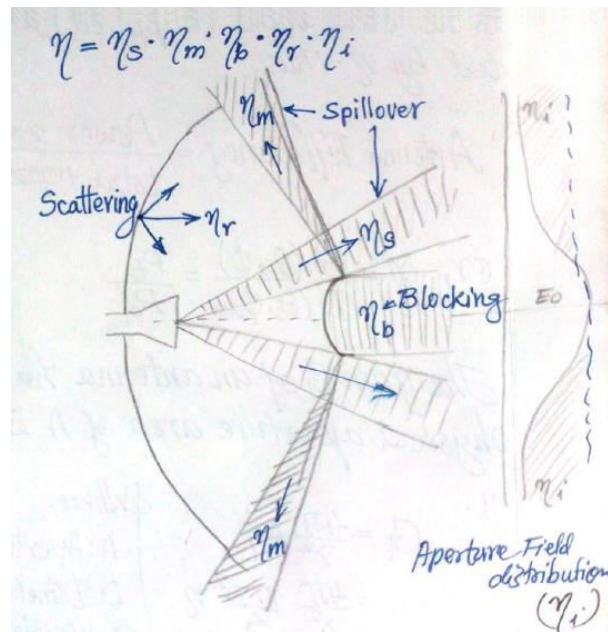 η = ηs · ηm · ηb · ηr · ηi
ηm
Spillover
Scattering
ηr
ηs
ηb
Blocking
ηm
ηi
E0
ηi
Aperture Field
distribution
(ηi)